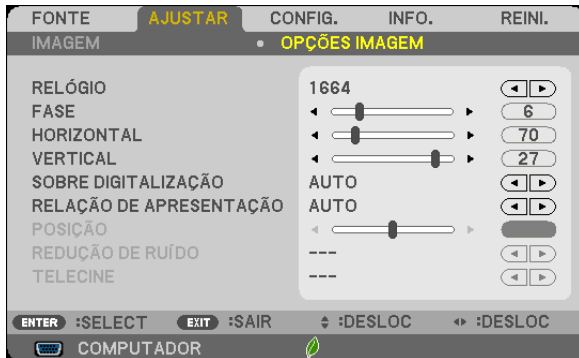 FONTE AJUSTAR CONFIG. INFO. REINI.
IMAGEM • OPÇÕES IMAGEM
RELÓGIO 1664
FASE 6
HORIZONTAL 70
VERTICAL 27
SOBRE DIGITALIZAÇÃO AUTO
RELAÇÃO DE APRESENTAÇÃO AUTO
POSIÇÃO
REDUÇÃO DE RUÍDO ---
TELECINE ---
ENTER :SELECT EXIT :SAIR :DESLOC :DESLOC
COMPUTADOR